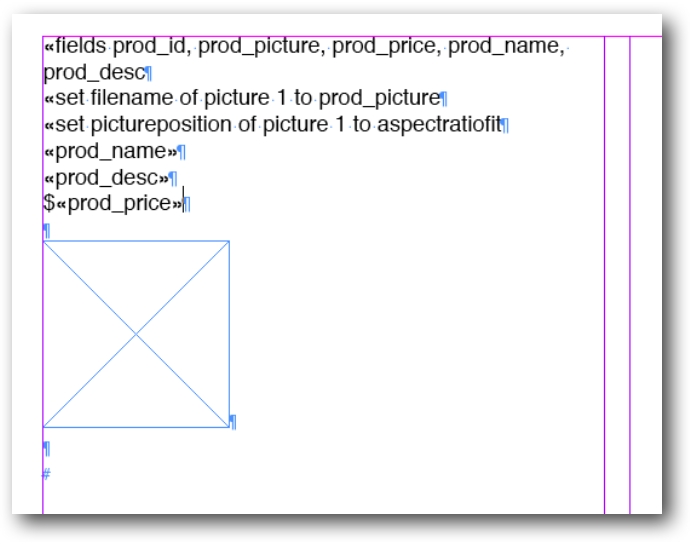 «fields prod_id, prod_picture, prod_price, prod_name,
prod_desc¶
«set filename of picture 1 to prod_picture¶
«set pictureposition of picture 1 to aspectratiofit¶
«prod_name»¶
«prod_desc»¶
$«prod_price»¶
¶
¶
¶
#